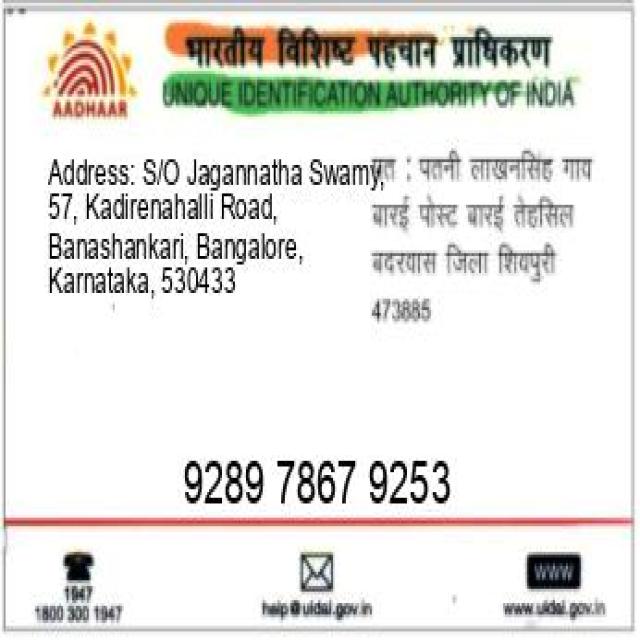 भारतीय विशिष्ट पहचान प्राधिकरण
UNIQUE IDENTIFICATION AUTHORITY OF INDIA
AADHAAR
Address: S/O Jagannatha Swamy,
57, Kadirenahalli Road,
Banashankari, Bangalore,
Karnataka, 530433
पत : पतनी लाखनसिंह गाव
बारई पोस्ट बारई तेहसिल
बदरवास जिला शिवपुरी
473885
9289 7867 9253
1947
1800 300 1947
help@uidai.gov.in
WWW
www.uidai.gov.in